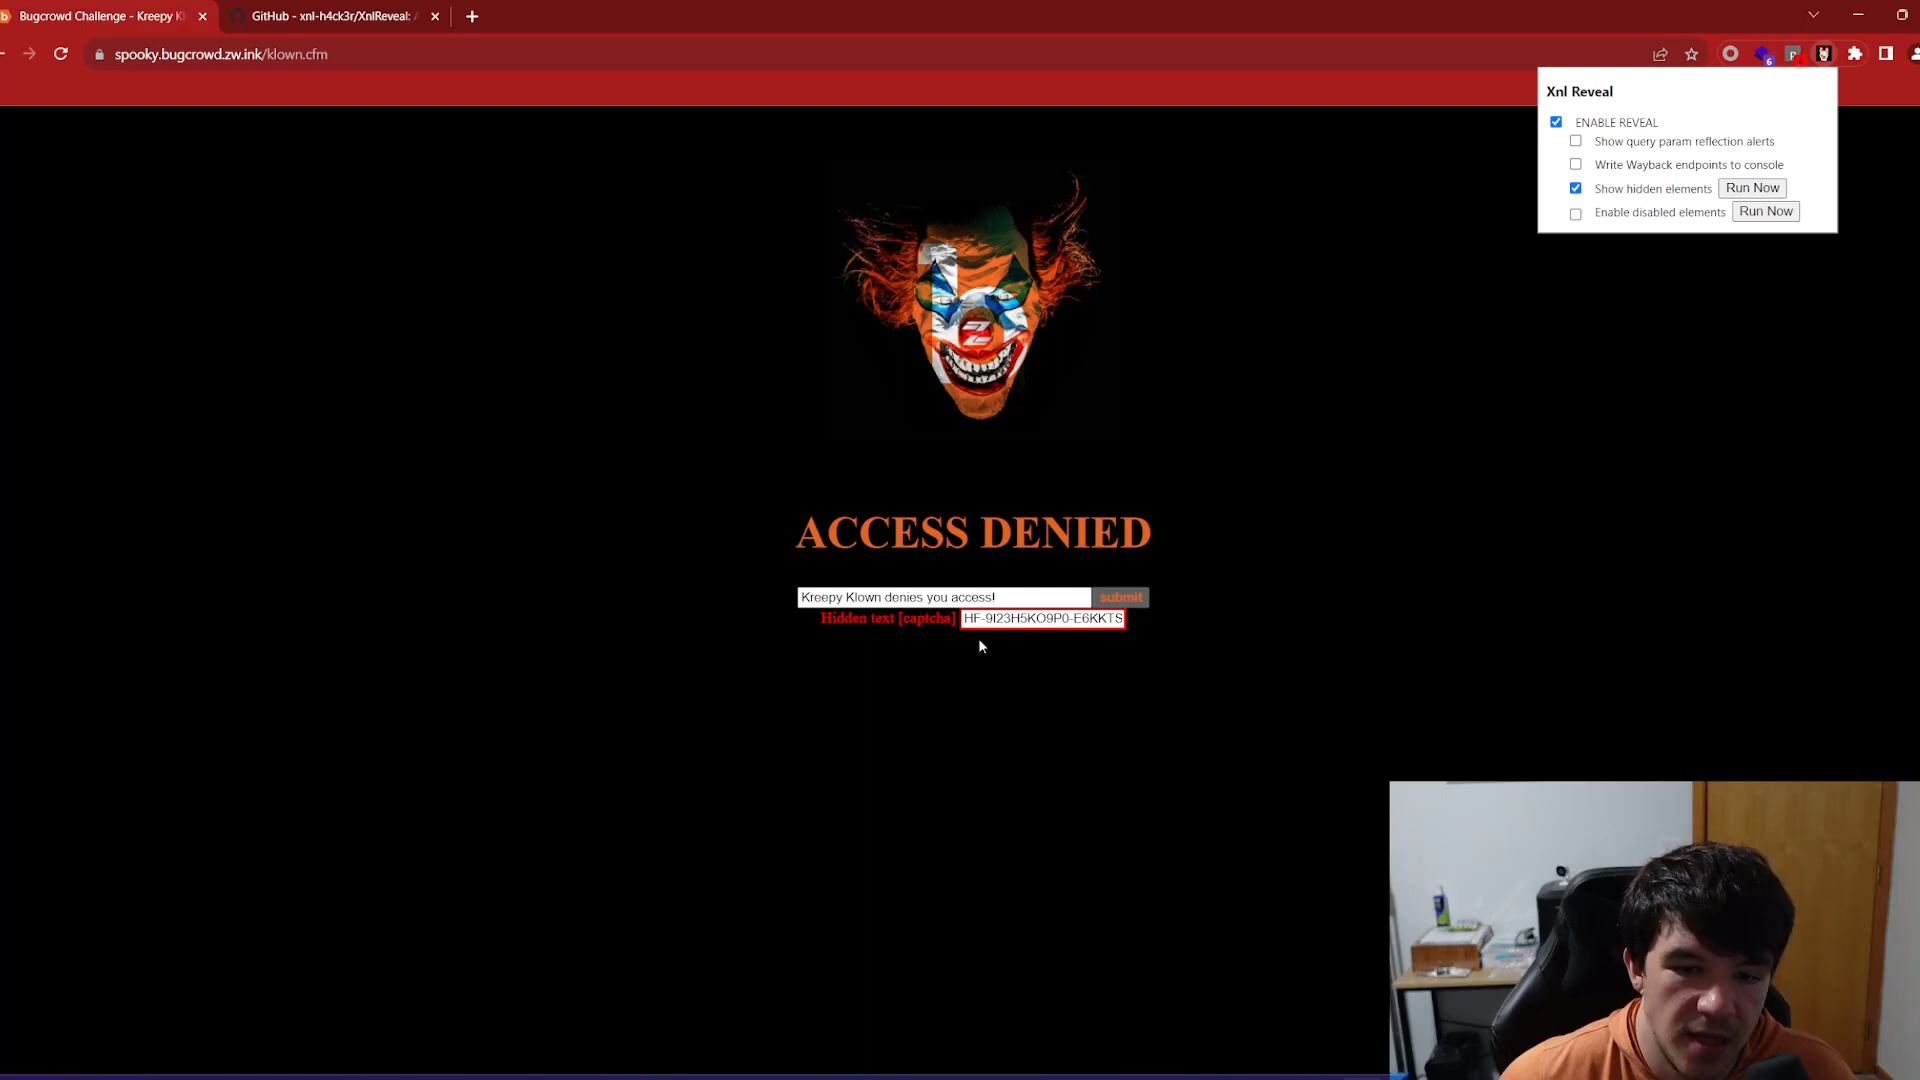 Bugcrowd Challenge - Kreepy K
GitHub - xnl-h4ck3r/XnlReveal:
spooky.bugcrowd.zw.ink/klown.cfm
6
Xnl Reveal
ENABLE REVEAL
Show query param reflection alerts
Write Wayback endpoints to console
Show hidden elements Run Now
Enable disabled elements Run Now
ACCESS DENIED
Kreepy Klown denies you access! submit
Hidden text [captcha] HF-9I23H5KO9P0-E6KKTS